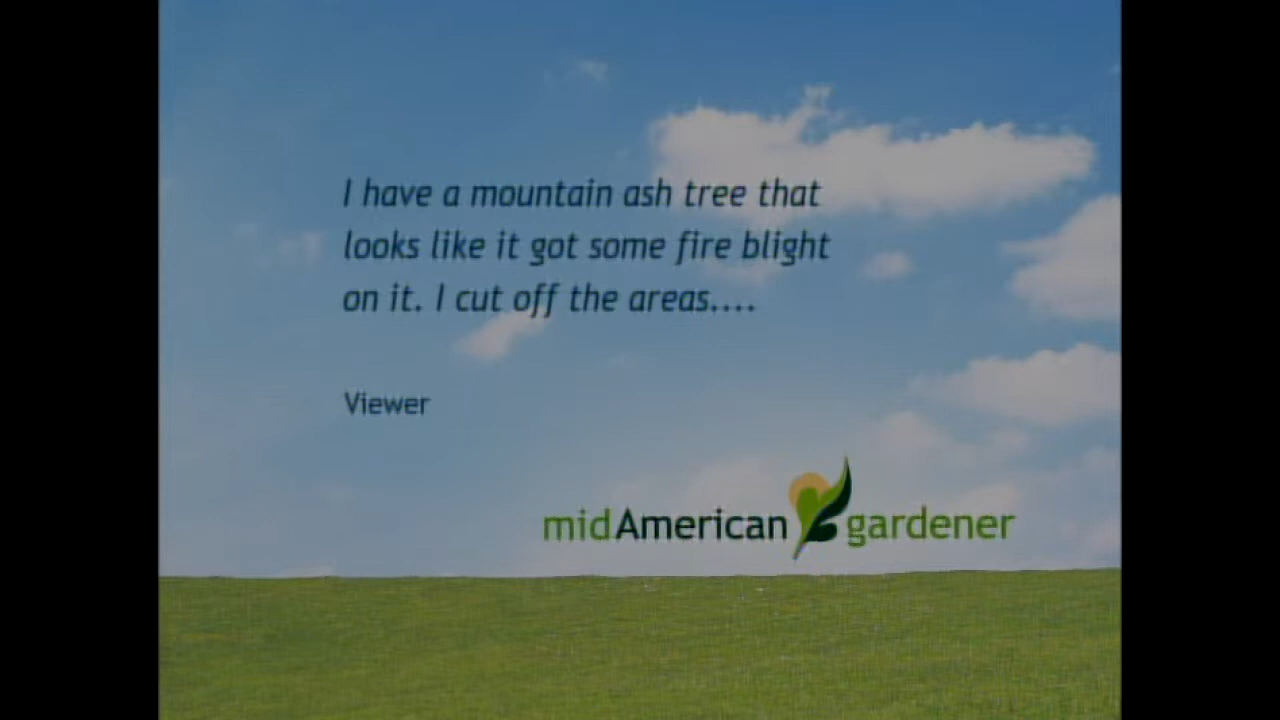 I have a mountain ash tree that
looks like it got some fire blight
on it. I cut off the areas....
Viewer
midAmerican gardener